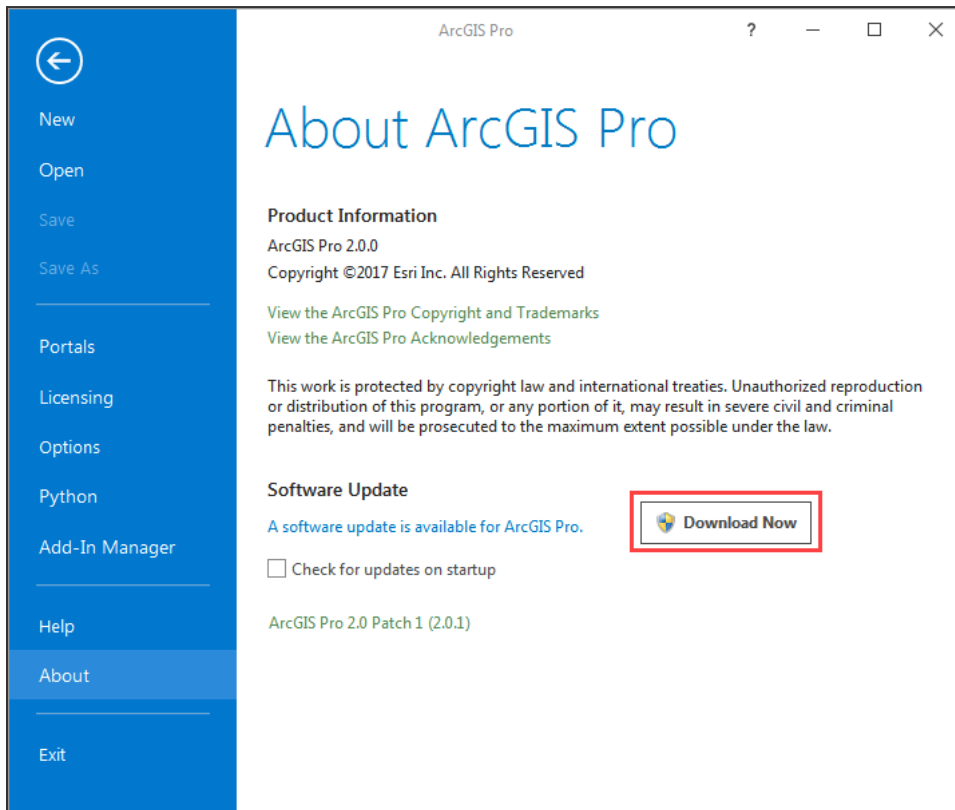 ArcGIS Pro
?
New
Open
Save
Save As
Portals
Licensing
Options
Python
Add-In Manager
Help
About
Exit
About ArcGIS Pro
Product Information
ArcGIS Pro 2.0.0
Copyright ©2017 Esri Inc. All Rights Reserved
View the ArcGIS Pro Copyright and Trademarks
View the ArcGIS Pro Acknowledgements
This work is protected by copyright law and international treaties. Unauthorized reproduction
or distribution of this program, or any portion of it, may result in severe civil and criminal
penalties, and will be prosecuted to the maximum extent possible under the law.
Software Update
A software update is available for ArcGIS Pro.
Download Now
Check for updates on startup
ArcGIS Pro 2.0 Patch 1 (2.0.1)